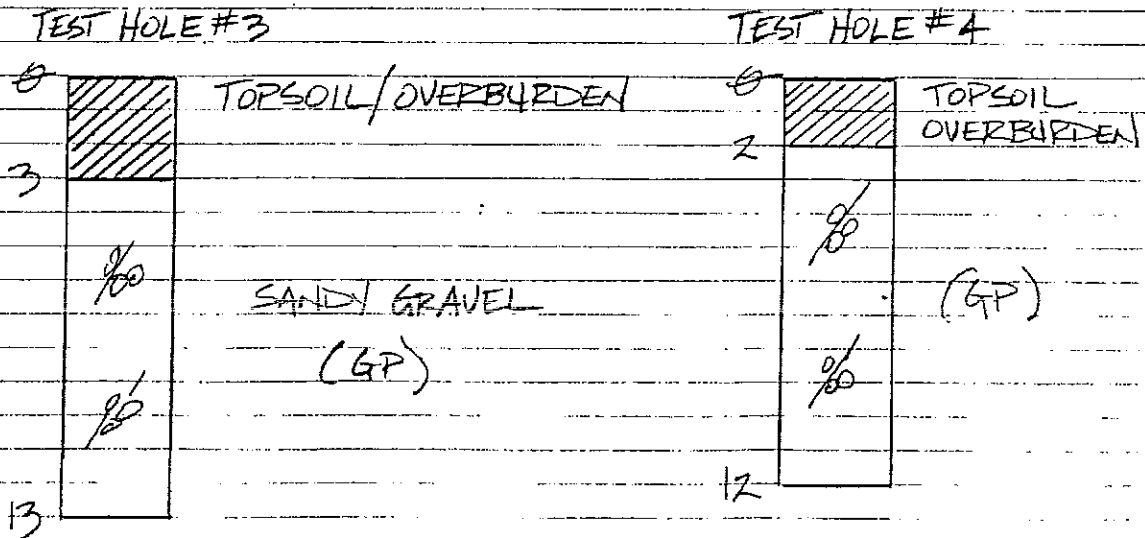 TEST HOLE #3
0
TOPSOIL/OVERBURDEN
3
SANDY GRAVEL
(GP)
13
TEST HOLE #4
0
TOPSOIL
OVERBURDEN
2
(GP)
12